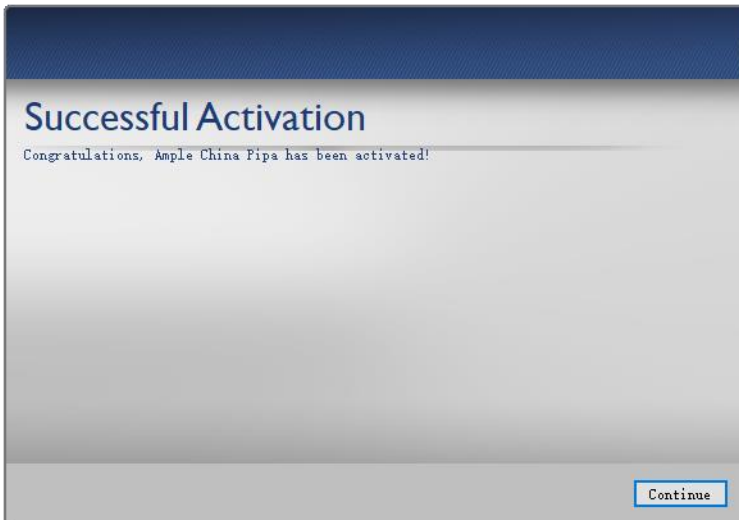 Successful Activation
Congratulations, Ample China Pipa has been activated!
Continue